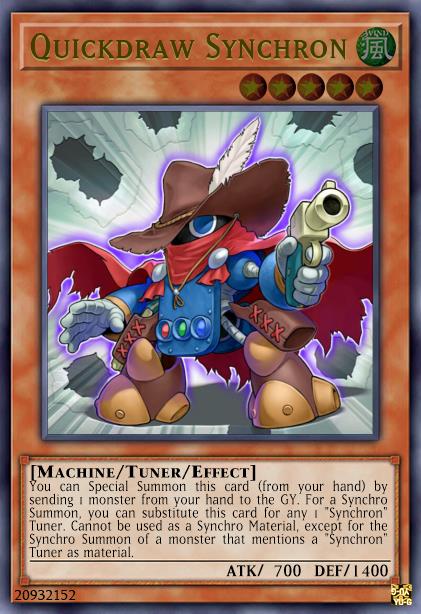 QUICKDRAW SYNCHRON
WIND
風
[MACHINE/TUNER/EFFECT]
You can Special Summon this card (from your hand) by
sending 1 monster from your hand to the GY. For a Synchro
Summon, you can substitute this card for any 1 "Synchron"
Tuner. Cannot be used as a Synchro Material, except for the
Synchro Summon of a monster that mentions a "Synchron"
Tuner as material.
ATK/ 700 DEF/1400
20932152